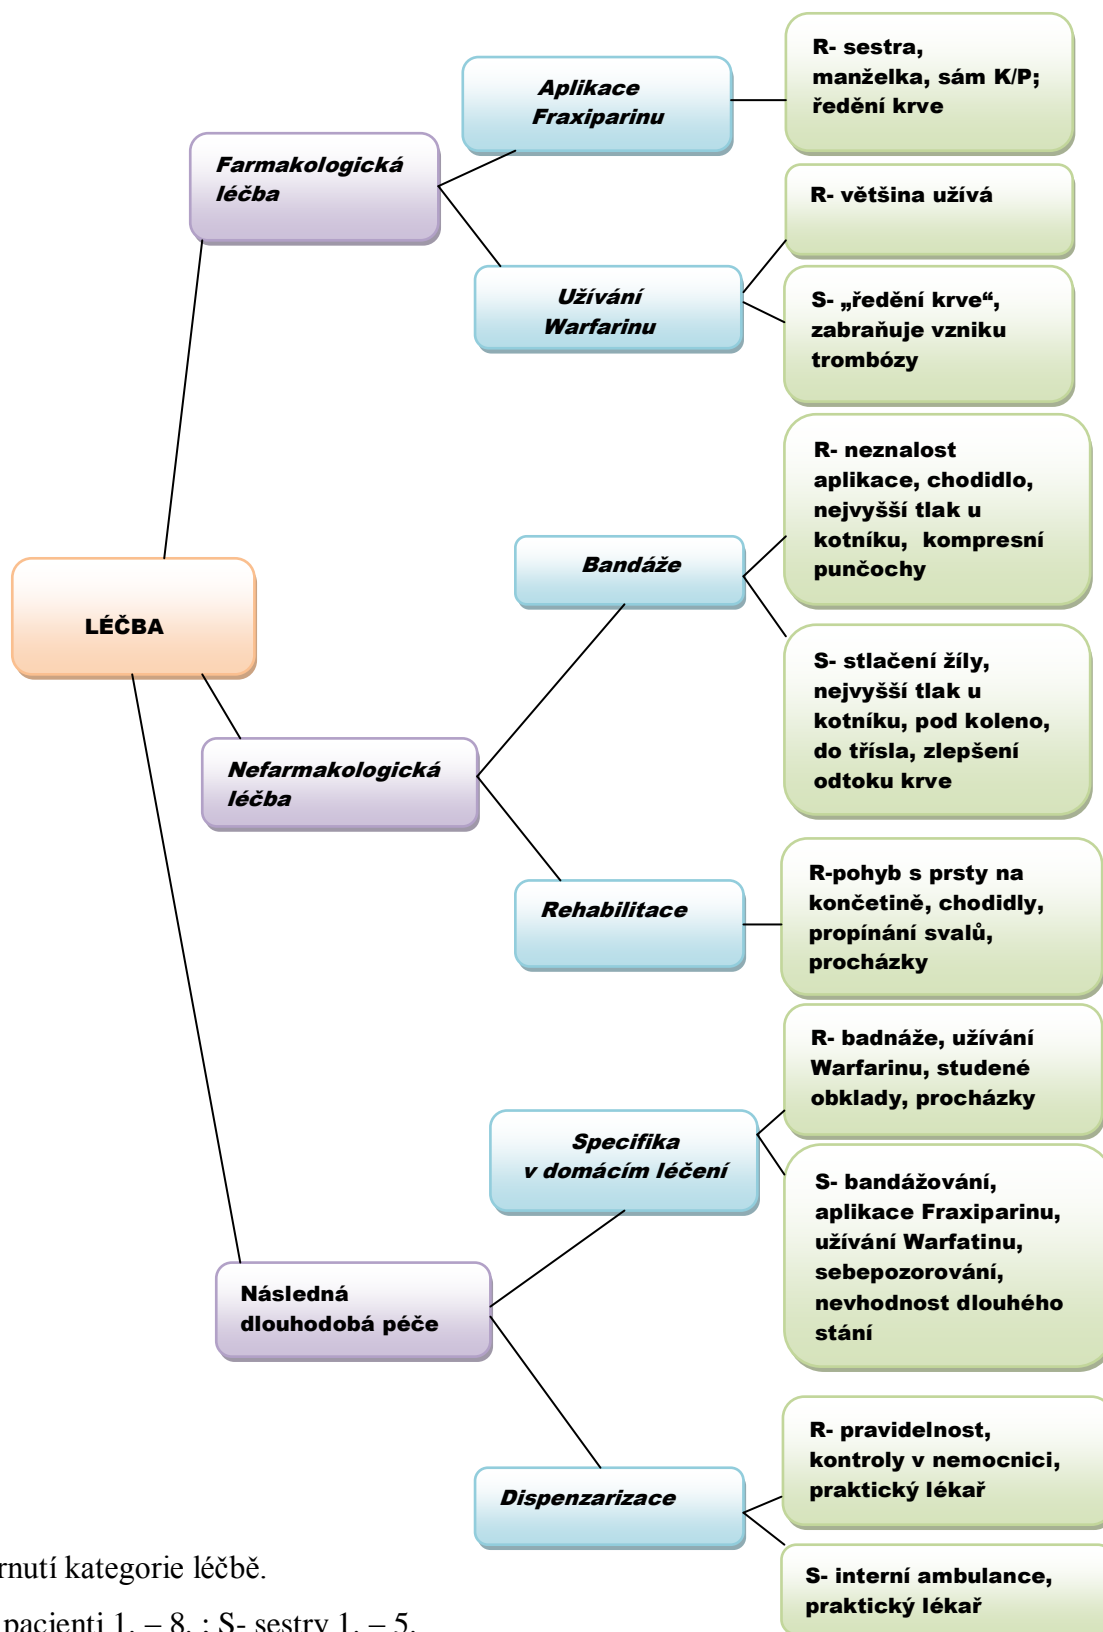 R- sestra,
manželka, sám K/P;
ředění krve
Aplikace
Fraxiparinu
Farmakologická
léčba
R- většina užívá
Užívání
Warfarinu
S- „ředění krve“,
zabraňuje vzniku
trombózy
R- neznalost
aplikace, chodidlo,
nejvyšší tlak u
kotníku, kompresní
punčochy
Bandáže
LÉČBA
S- stlačení žíly,
nejvyšší tlak u
kotníku, pod koleno,
do třísla, zlepšení
odtoku krve
Nefarmakologická
léčba
Rehabilitace
R-pohyb s prsty na
končetině, chodidly,
propínání svalů,
procházky
R- badnáže, užívání
Warfarinu, studené
obklady, procházky
Specifika
v domácím léčení
S- bandážování,
aplikace Fraxiparinu,
užívání Warfatinu,
sebepozorování,
nevhodnost dlouhého
stání
Následná
dlouhodobá péče
R- pravidelnost,
kontroly v nemocnici,
praktický lékař
Dispenzarizace
S- interní ambulance,
praktický lékař
rnutí kategorie léčbě.
pacienti 1. – 8. ; S- sestry 1. – 5.